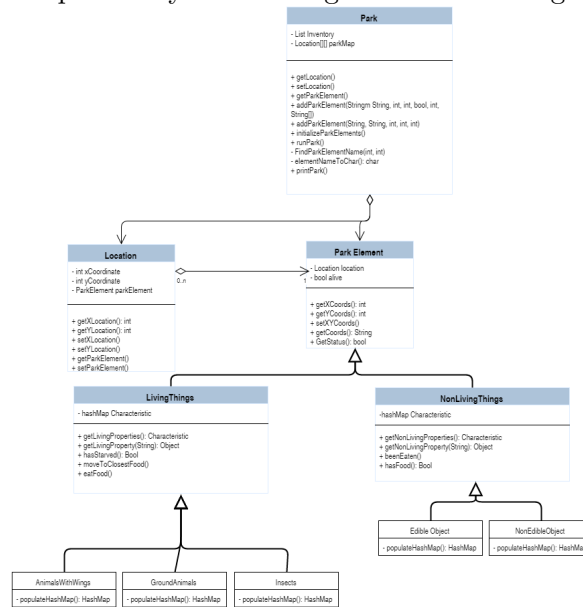 Park
- List Inventory
- Location[][] parkMap
+ getLocation()
+ setLocation()
+ getParkElement()
+ addParkElement(Stringm String, int, int, bool, int,
String[])
+ addParkElement(String, String, int, int, int)
+ initializeParkElements()
+ runPark()
- FindParkElementName(int, int)
- elementNameToChar(): char
+ printPark()
Location
- int xCoordinate
- int yCoordinate
- ParkElement parkElement
+ getXLocation(): int
+ getYLocation(): int
+ setXLocation()
+ setYLocation()
+ getParkElement()
+ setParkElement()
0..n
1
Park Element
- Location location
- bool alive
+ getXCoords(): int
+ getYCoords(): int
+ setXYCoords()
+ getCoords(): String
+ GetStatus(): bool
LivingThings
- hashMap Characteristic
+ getLivingProperties(): Characteristic
+ getLivingProperty(String): Object
+ hasStarved(): Bool
+ moveToClosestFood()
+ eatFood()
NonLivingThings
-hashMap Characteristic
+ getNonLivingProperties(): Characteristic
+ getNonLivingProperty(String): Object
+ beenEaten()
+ hasFood(): Bool
Edible Object
- populateHashMap(): HashMap
NonEdibleObject
- populateHashMap(): HashMap
AnimalsWithWings
- populateHashMap(): HashMap
GroundAnimals
- populateHashMap(): HashMap
Insects
- populateHashMap(): HashMap